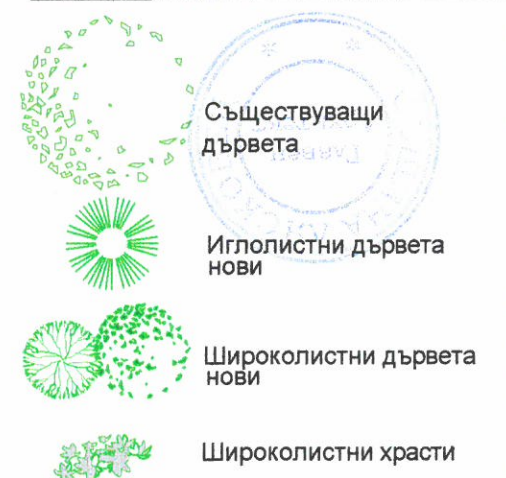 Съществуващи
дървета
Иглолистни дървета
нови
Широколистни дървета
нови
Широколистни храсти